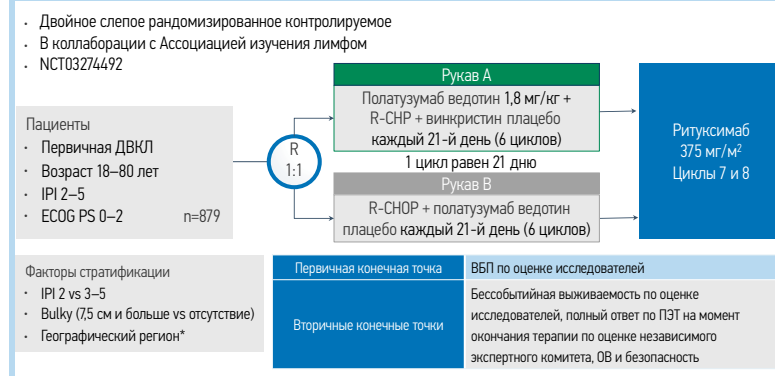 · Двойное слепое рандомизированное контролируемое
· В коллаборации с Ассоциацией изучения лимфом
· NCT03274492
Пациенты
· Первичная ДВКЛ
· Возраст 18–80 лет
· IPI 2–5
· ECOG PS 0–2 n=879
R
1:1
Рукав A
Полатузумаб ведотин 1,8 мг/кг +
R-CHP + винкристин плацебо
каждый 21-й день (6 циклов)
1 цикл равен 21 дню
Рукав B
R-CHOP + полатузумаб ведотин
плацебо каждый 21-й день (6 циклов)
Ритуксимаб
375 мг/м²
Циклы 7 и 8
Факторы стратификации
· IPI 2 vs 3–5
· Bulky (7,5 см и больше vs отсутствие)
· Географический регион*
Первичная конечная точка
ВБП по оценке исследователей
Вторичные конечные точки
Бессобытийная выживаемость по оценке
исследователей, полный ответ по ПЭТ на момент
окончания терапии по оценке независимого
экспертного комитета, ОВ и безопасность